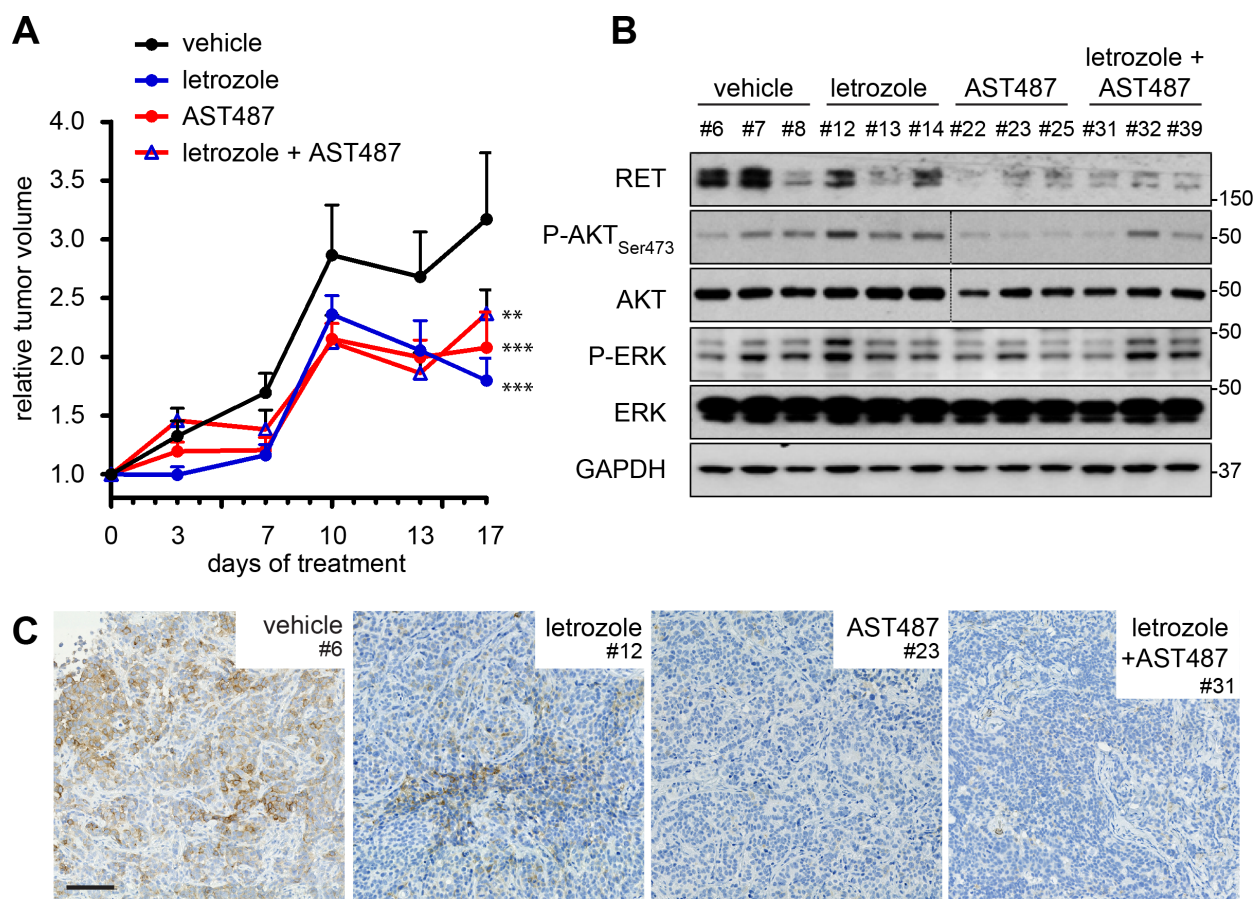 A
vehicle
letrozole
AST487
letrozole + AST487
relative tumor volume
4.0
3.5
3.0
2.5
2.0
1.5
1.0
**
***
***
0 3 7 10 13 17
days of treatment
B
vehicle letrozole AST487 letrozole + AST487
#6 #7 #8 #12 #13 #14 #22 #23 #25 #31 #32 #39
RET
-150
P-AKT Ser473
-50
AKT
-50
P-ERK
-50
ERK
-50
GAPDH
-37
C
vehicle
#6
letrozole
#12
AST487
#23
letrozole
+AST487
#31